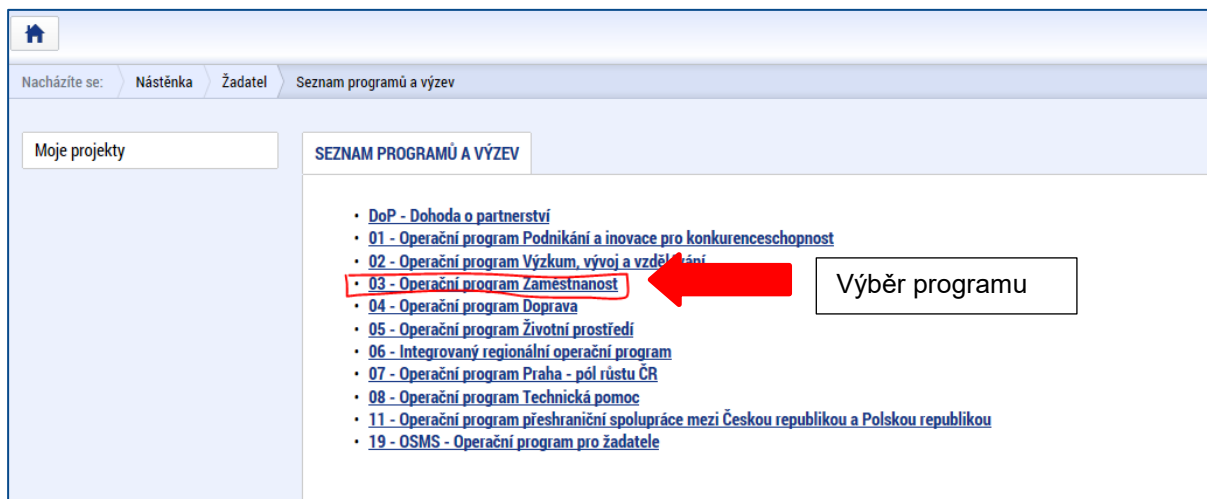 Nacházíte se: Nástěnka Žadatel Seznam programů a výzev
Moje projekty
SEZNAM PROGRAMŮ A VÝZEV
DoP - Dohoda o partnerství
01 - Operační program Podnikání a inovace pro konkurenceschopnost
02 - Operační program Výzkum, vývoj a vzdělávání
03 - Operační program Zaměstnanost
Výběr programu
04 - Operační program Doprava
05 - Operační program Životní prostředí
06 - Integrovaný regionální operační program
07 - Operační program Praha - pól růstu ČR
08 - Operační program Technická pomoc
11 - Operační program přeshraniční spolupráce mezi Českou republikou a Polskou republikou
19 - OSMS - Operační program pro žadatele